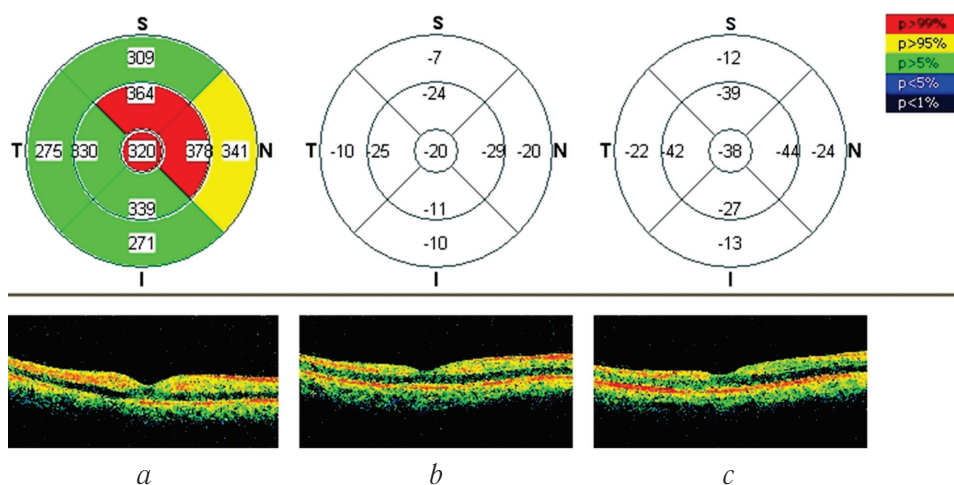 S
309
364
T 275 330 320 378 341 N
339
271
I
S
-7
-24
-10 -25 -20 -29 -20
-11
-10
I
S
-12
-39
T -22 -42 -38 -44 -24 N
-27
-13
I
p>99%
p>95%
p>5%
p<5%
p<1%
a
b
c